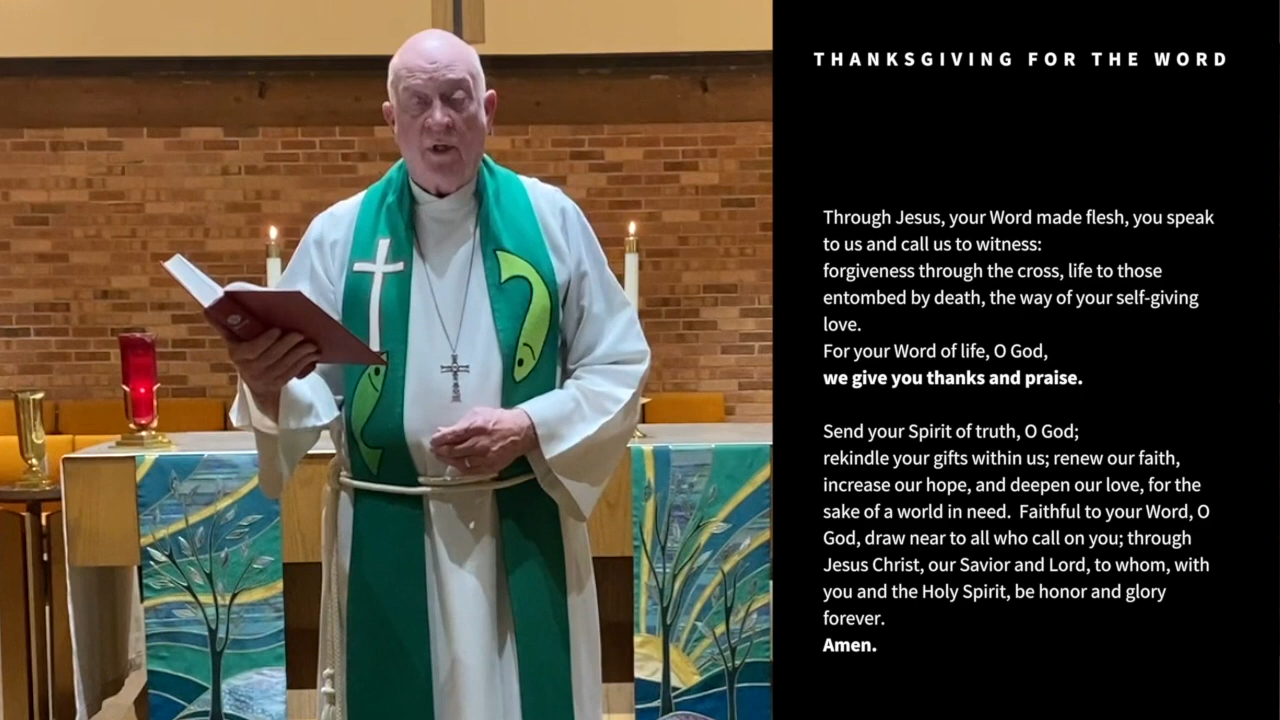 THANKSGIVING FOR THE WORD
Through Jesus, your Word made flesh, you speak
to us and call us to witness:
forgiveness through the cross, life to those
entombed by death, the way of your self-giving
love.
For your Word of life, O God,
we give you thanks and praise.
Send your Spirit of truth, O God;
rekindle your gifts within us; renew our faith,
increase our hope, and deepen our love, for the
sake of a world in need.  Faithful to your Word, O
God, draw near to all who call on you; through
Jesus Christ, our Savior and Lord, to whom, with
you and the Holy Spirit, be honor and glory
forever.
Amen.